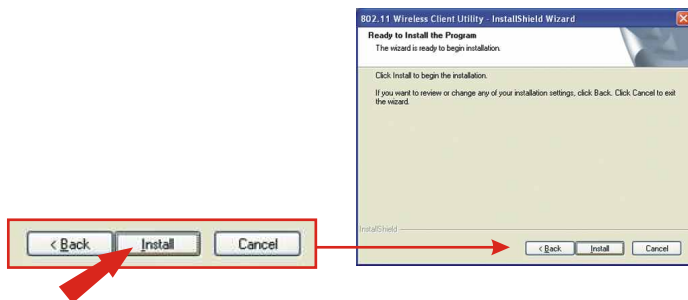 802.11 Wireless Client Utility - InstallShield Wizard
Ready to Install the Program
The wizard is ready to begin installation.
Click Install to begin the installation.
If you want to review or change any of your installation settings, click Back. Click Cancel to exit
the wizard.
InstallShield
< Back Install Cancel
< Back Install Cancel